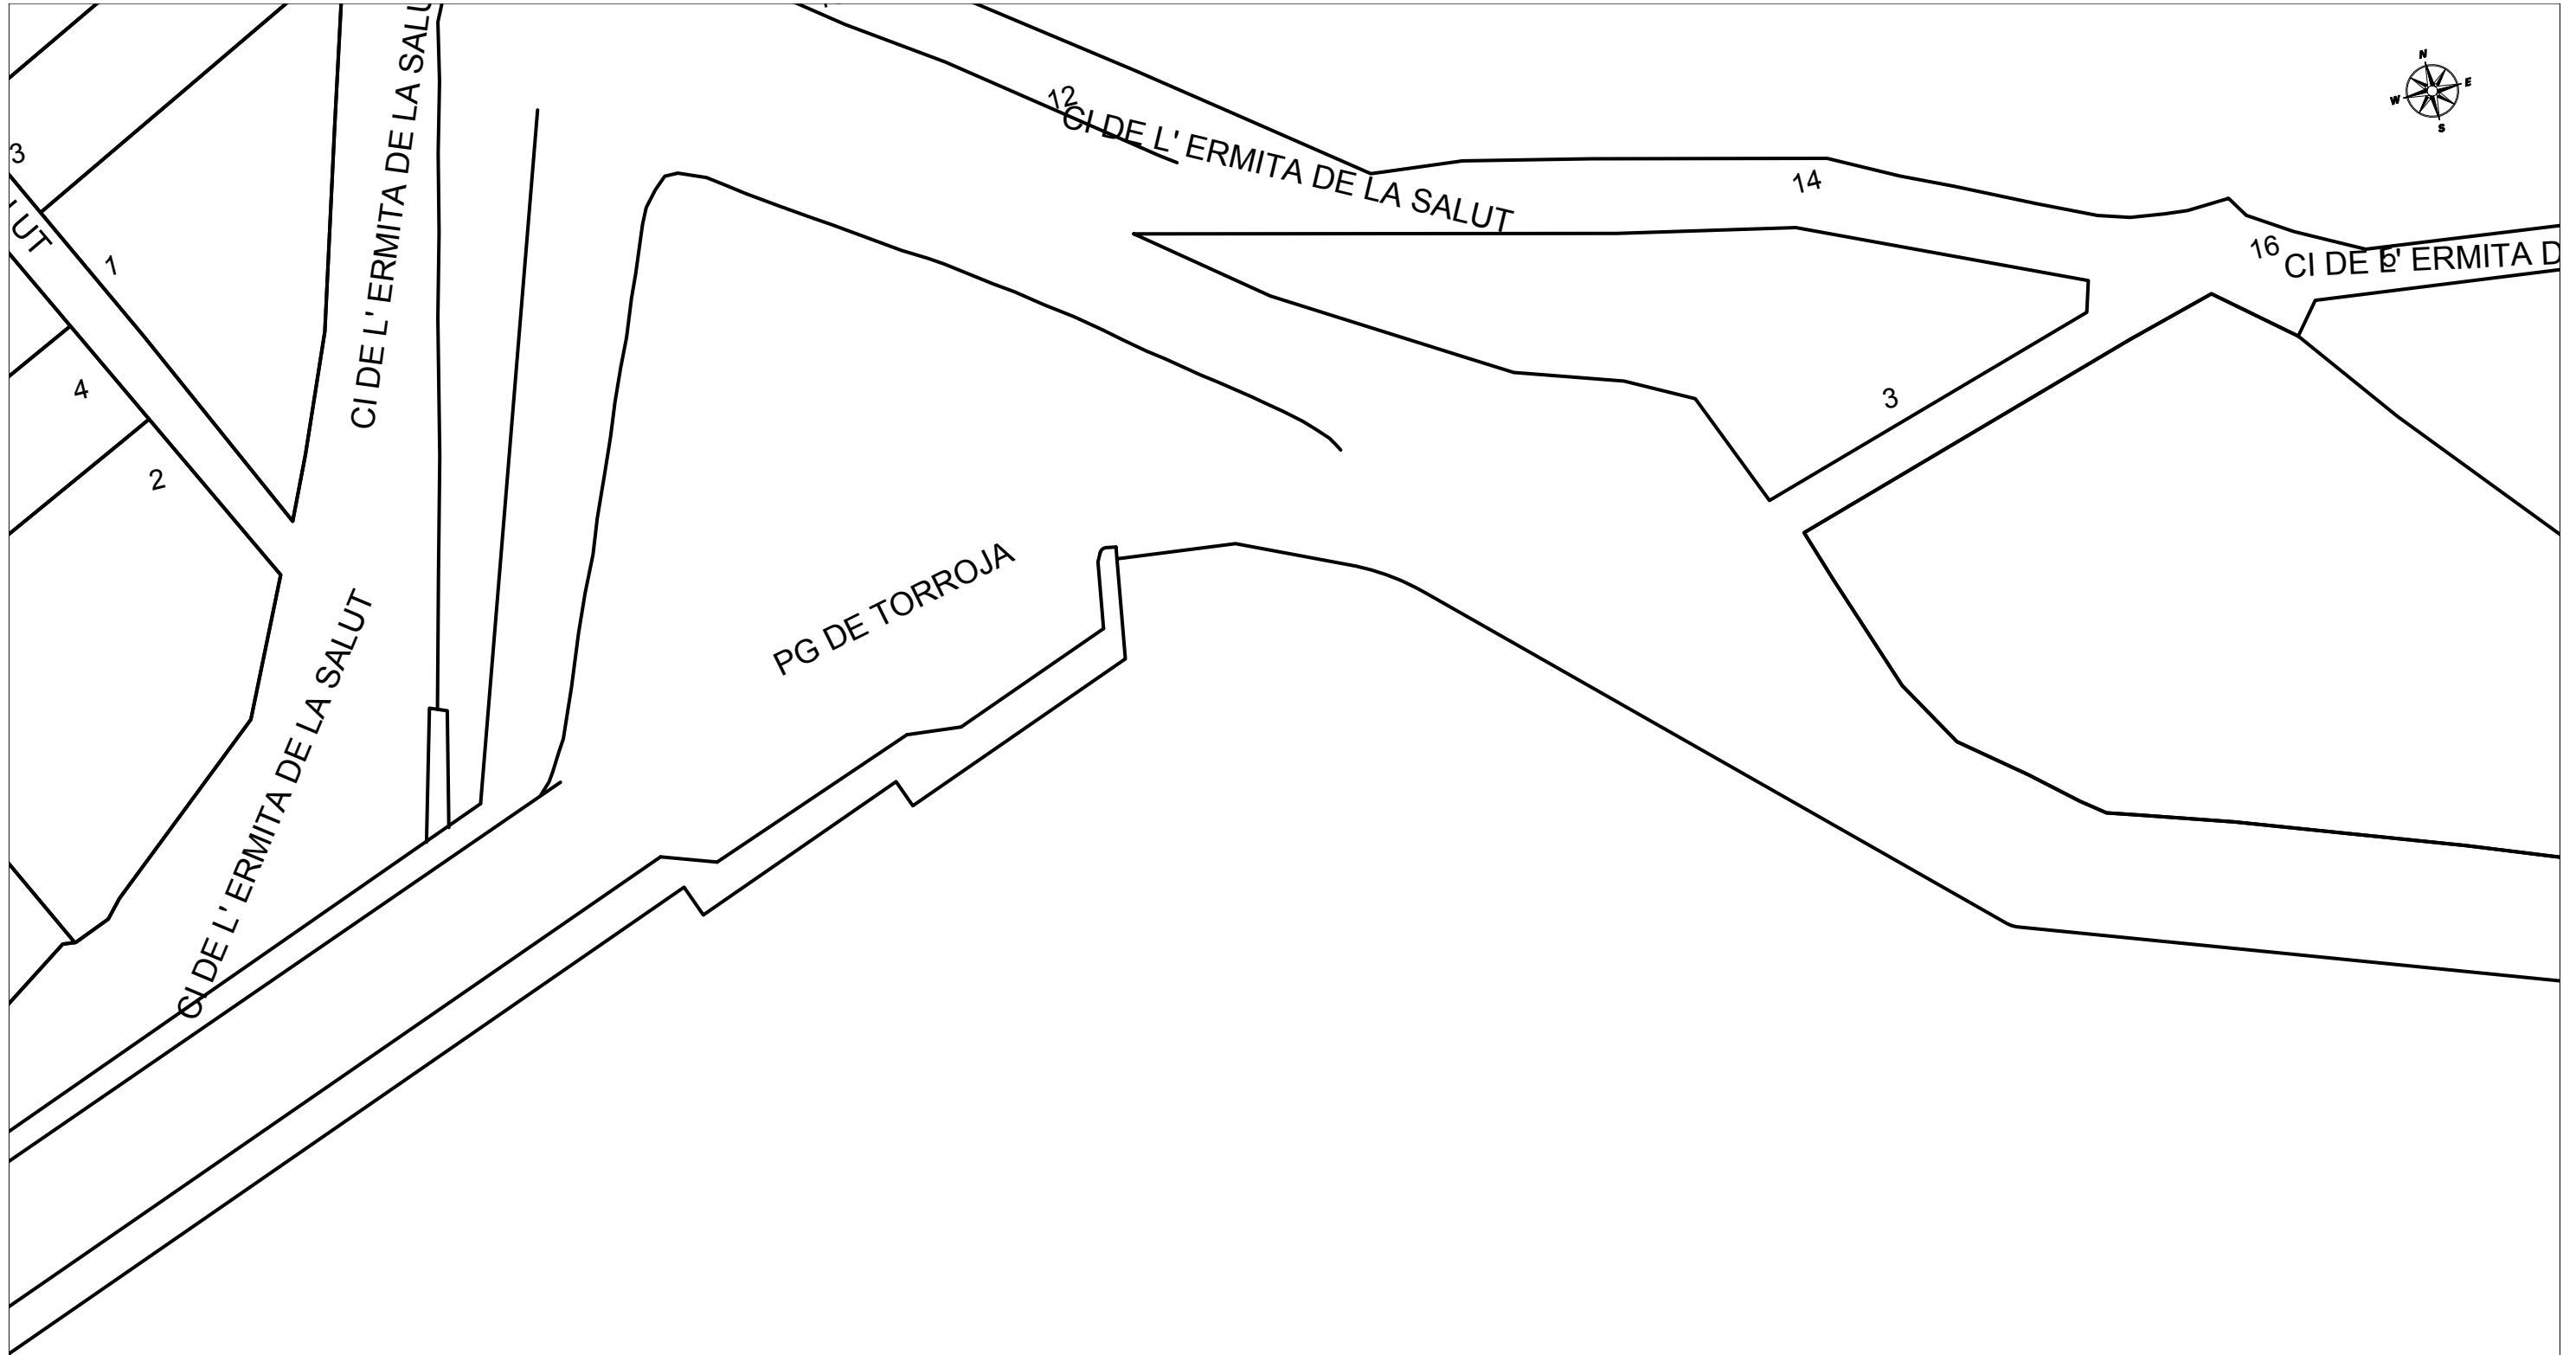 CI DE L' ERMITA DE LA SALU
12
CI DE L' ERMITA DE LA SALUT
14
N
E
W
S
3
UT
1
16
CI DE L' ERMITA D
5
4
3
2
PG DE TORROJA
CI DE L' ERMITA DE LA SALUT